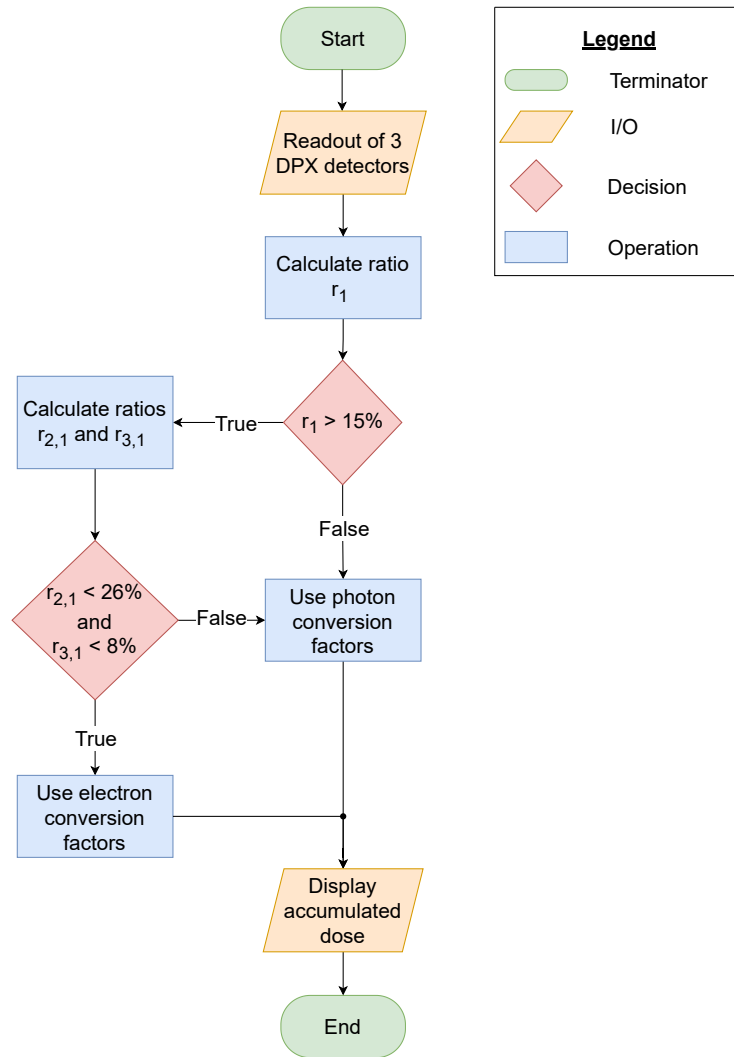 Start
Readout of 3
DPX detectors
Calculate ratio
r₁
r₁ > 15%
True
False
Calculate ratios
r₂,₁ and r₃,₁
r₂,₁ < 26%
and
r₃,₁ < 8%
False
True
Use photon
conversion
factors
Use electron
conversion
factors
Display
accumulated
dose
End
Legend
Terminator
I/O
Decision
Operation